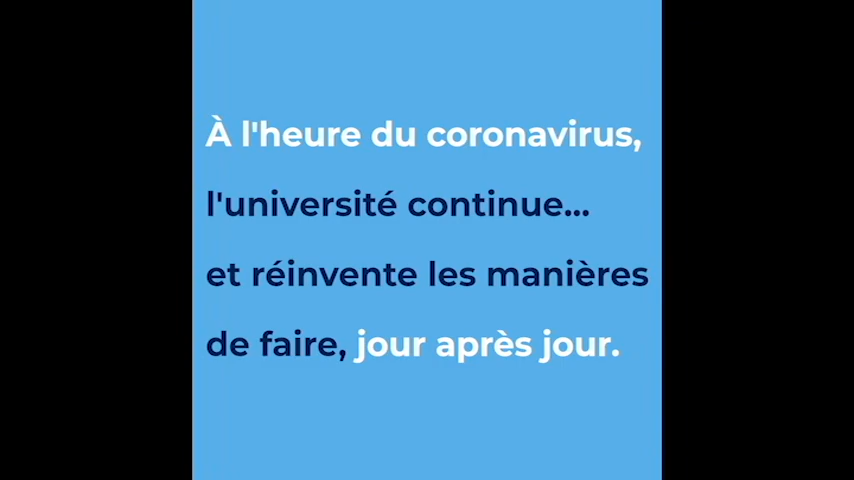 À l'heure du coronavirus,
l'université continue...
et réinvente les manières
de faire, jour après jour.